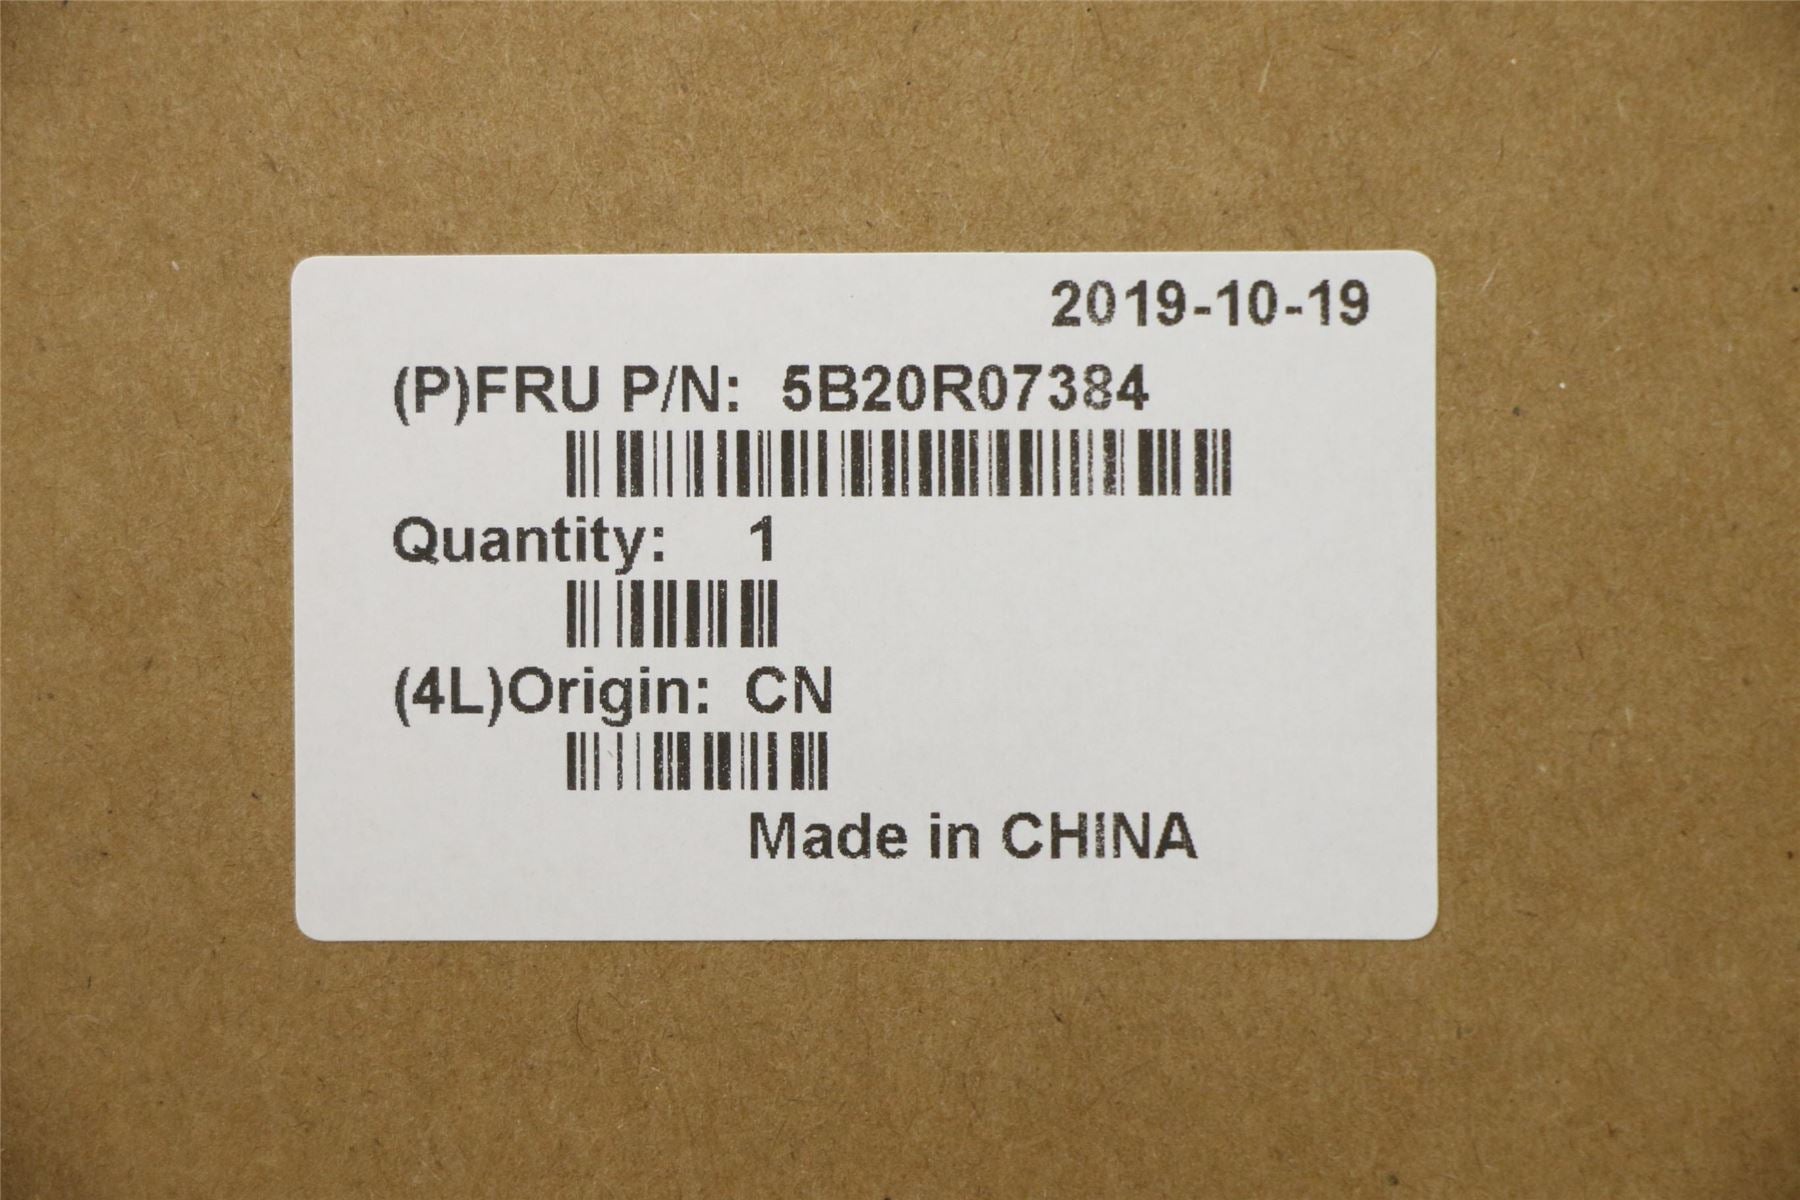 2019-10-19
(P)FRU P/N: 5B20R07384
Quantity: 1
(4L)Origin: CN
Made in CHINA